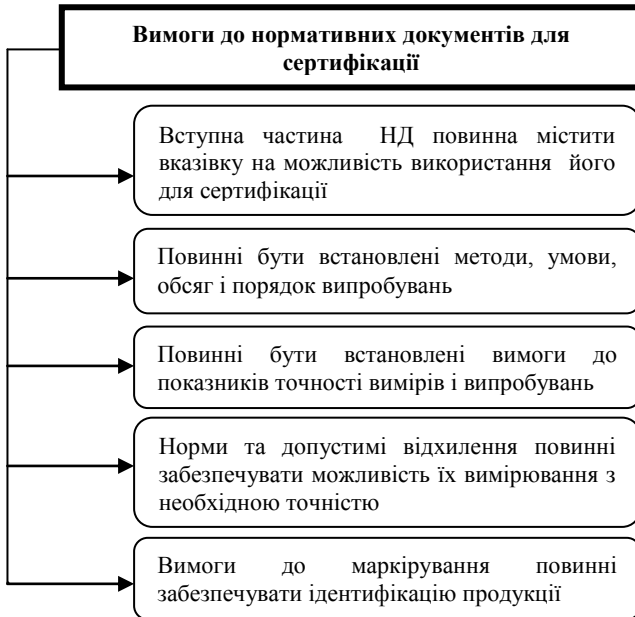 Вимоги до нормативних документів для
сертифікації
Вступна частина НД повинна містити
вказівку на можливість використання його
для сертифікації
Повинні бути встановлені методи, умови,
обсяг і порядок випробувань
Повинні бути встановлені вимоги до
показників точності вимірів і випробувань
Норми та допустимі відхилення повинні
забезпечувати можливість їх вимірювання з
необхідною точністю
Вимоги до маркірування повинні
забезпечувати ідентифікацію продукції